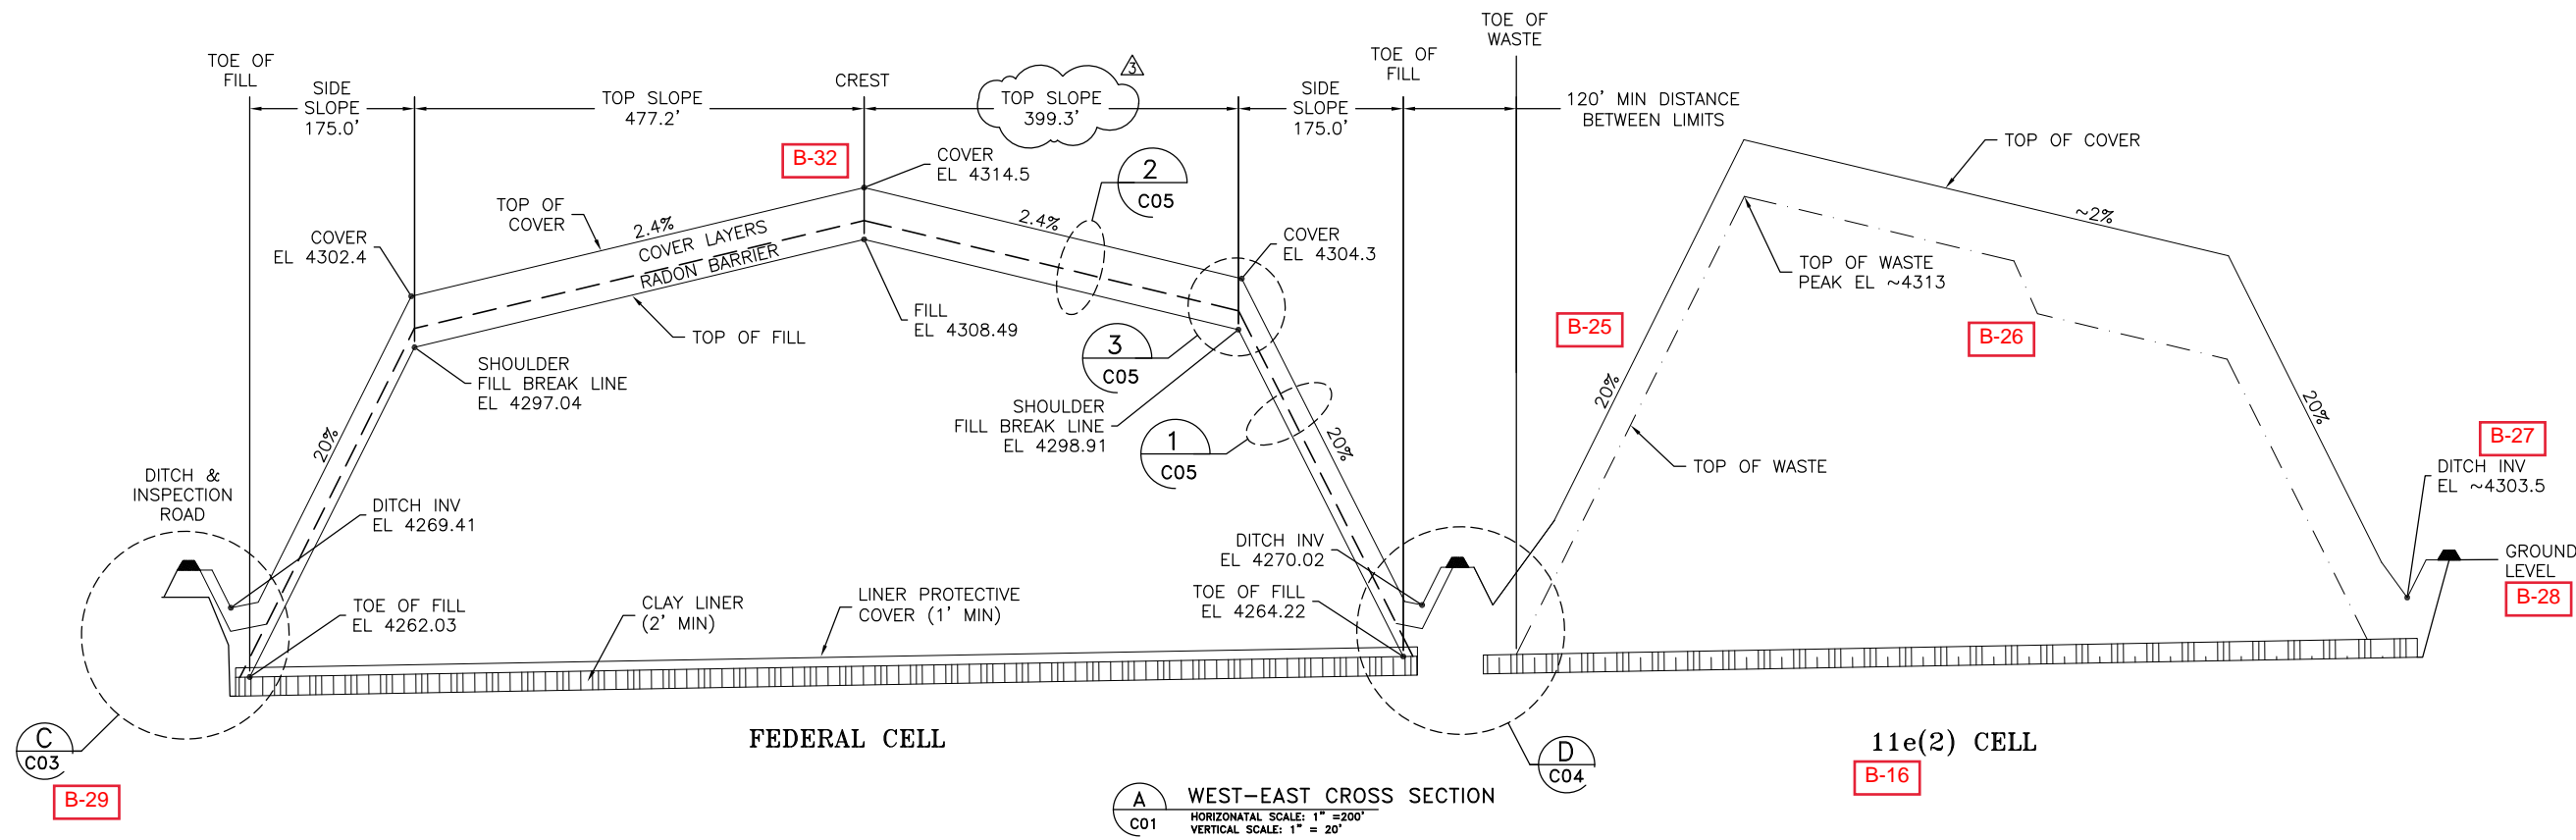 TOE OF
FILL
SIDE
SLOPE
175.0'
TOP SLOPE
477.2'
CREST
TOP SLOPE
399.3'
3
SIDE
SLOPE
175.0'
TOE OF
FILL
TOE OF
WASTE
120' MIN DISTANCE
BETWEEN LIMITS
B-32
COVER
EL 4314.5
2
C05
TOP OF COVER
TOP OF
COVER
2.4%
COVER LAYERS
RADON BARRIER
2.4%
~2%
COVER
EL 4302.4
COVER
EL 4304.3
TOP OF WASTE
PEAK EL ~4313
FILL
EL 4308.49
TOP OF FILL
B-25
B-26
3
C05
SHOULDER
FILL BREAK LINE
EL 4297.04
SHOULDER
FILL BREAK LINE
EL 4298.91
1
C05
20%
20%
20%
20%
TOP OF WASTE
B-27
DITCH INV
EL ~4303.5
DITCH &
INSPECTION
ROAD
DITCH INV
EL 4269.41
DITCH INV
EL 4270.02
GROUND
LEVEL
B-28
TOE OF FILL
EL 4262.03
CLAY LINER
(2' MIN)
LINER PROTECTIVE
COVER (1' MIN)
TOE OF FILL
EL 4264.22
C
C03
B-29
FEDERAL CELL
D
C04
11e(2) CELL
B-16
A
C01
WEST-EAST CROSS SECTION
HORIZONATAL SCALE: 1" =200'
VERTICAL SCALE: 1" = 20'